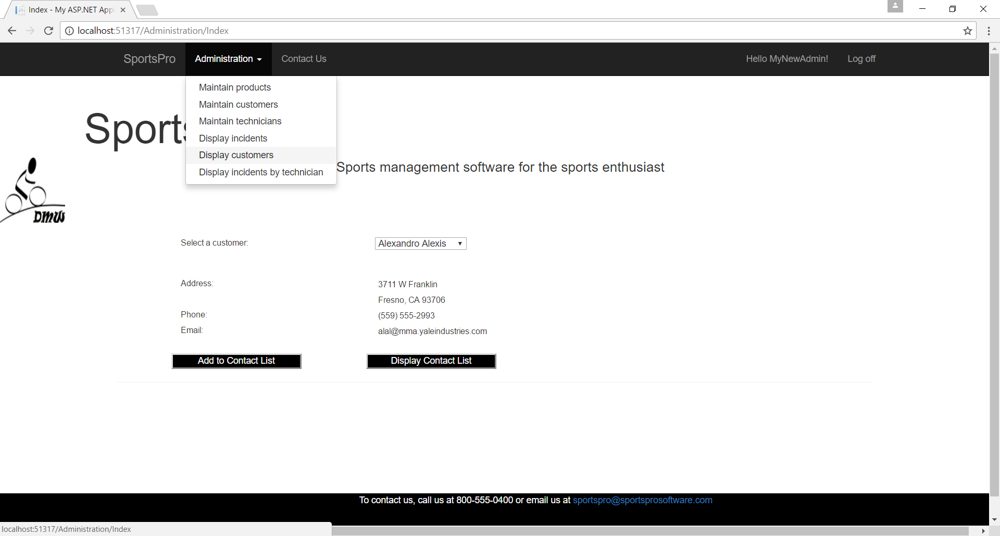 Index - My ASP.NET App
localhost:51317/Administration/Index
SportsPro
Administration
Contact Us
Hello MyNewAdmin!
Log off
Maintain products
Maintain customers
Maintain technicians
Display incidents
Display customers
Display incidents by technician
Sports
Sports management software for the sports enthusiast
DMW
Select a customer:
Alexandro Alexis
Address:
3711 W Franklin
Fresno, CA 93706
Phone:
(559) 555-2993
Email:
alal@mma.yaleindustries.com
Add to Contact List
Display Contact List
To contact us, call us at 800-555-0400 or email us at sportspro@sportsprosoftware.com
localhost:51317/Administration/Index